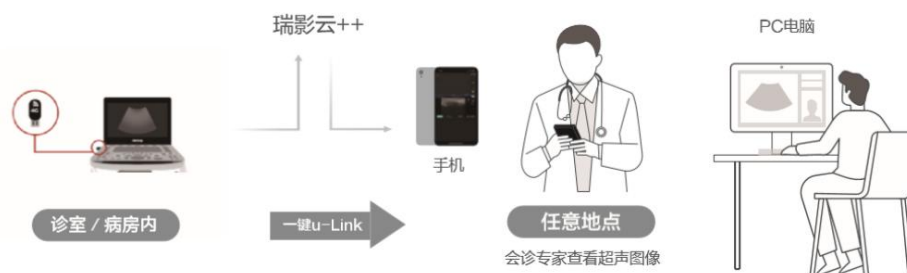 瑞影云++
PC电脑
手机
诊室 / 病房内
一键u-Link
任意地点
会诊专家查看超声图像